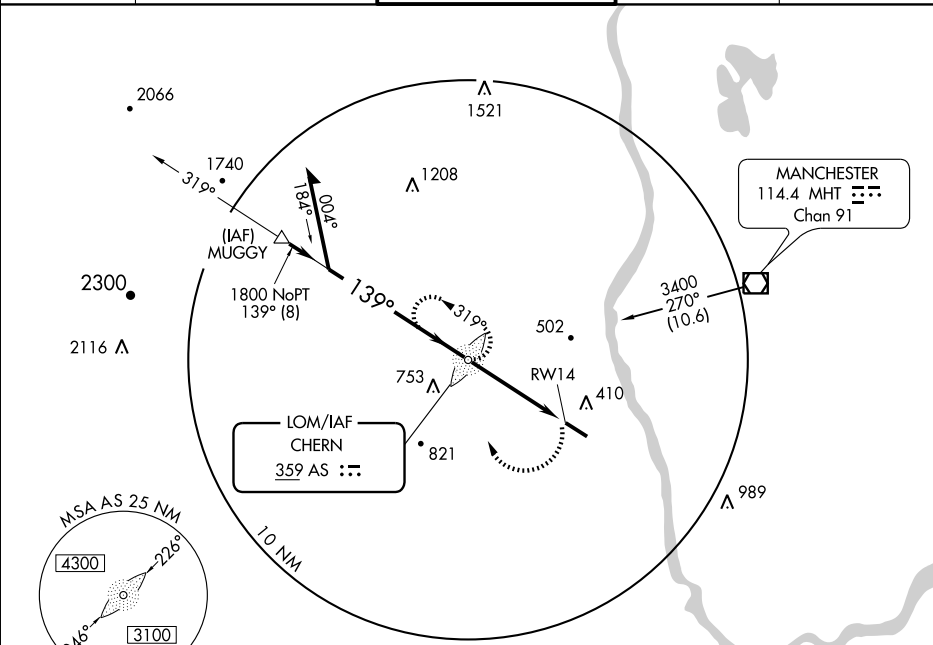 2066
1521
1740
319°
1208
184°
004°
(IAF)
MUGGY
MANCHESTER
114.4 MHT
Chan 91
2300
1800 NoPT
139° (8)
139°
319°
3400
270°
(10.6)
502
2116
753
RW14
410
LOM/IAF
CHERN
359 AS
821
989
MSA AS 25 NM
10 NM
4300
226°
3100